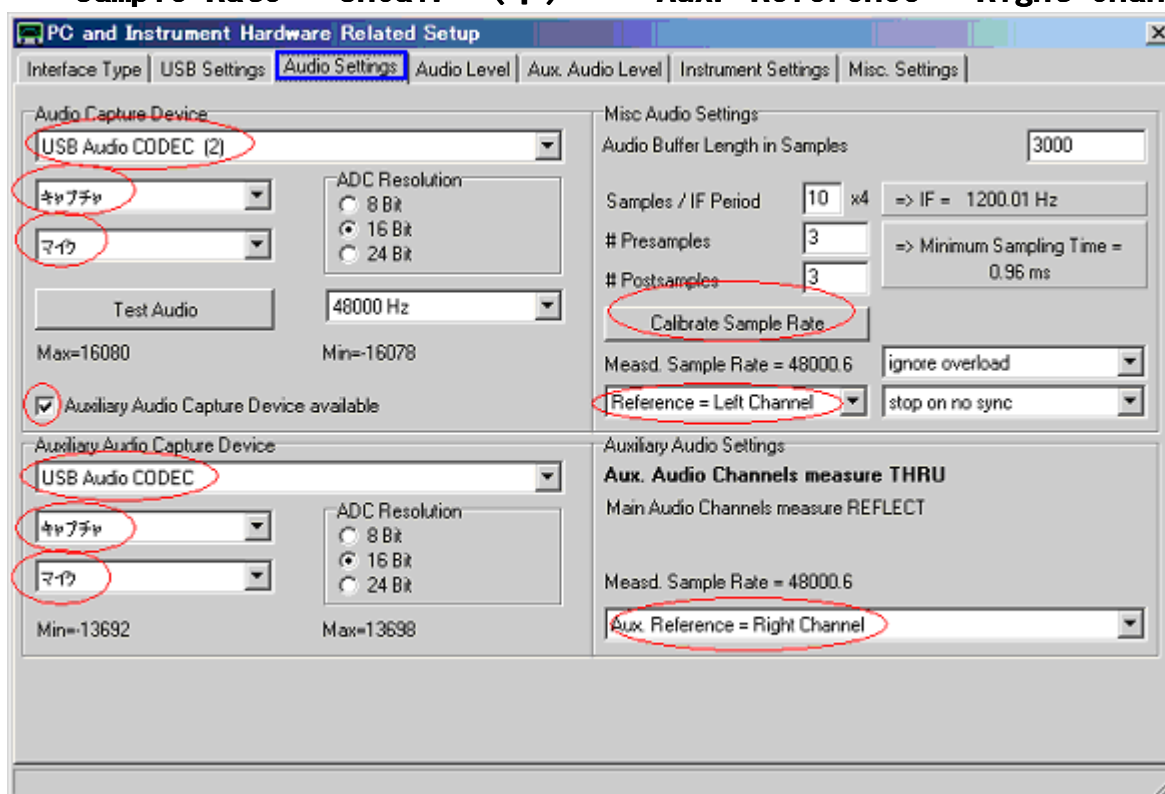 PC and Instrument Hardware Related Setup
Interface Type
USB Settings
Audio Settings
Audio Level
Aux. Audio Level
Instrument Settings
Misc. Settings
Audio Capture Device
USB Audio CODEC (2)
キャプチャ
マイク
ADC Resolution
8 Bit
16 Bit
24 Bit
Test Audio
48000 Hz
Max=16080
Min=-16078
Auxiliary Audio Capture Device available
Misc Audio Settings
Audio Buffer Length in Samples
3000
Samples / IF Period
10
x4
=> IF = 1200.01 Hz
# Presamples
3
=> Minimum Sampling Time =
0.96 ms
# Postsamples
3
Calibrate Sample Rate
Measd. Sample Rate = 48000.6
ignore overload
Reference = Left Channel
stop on no sync
Auxiliary Audio Capture Device
USB Audio CODEC
キャプチャ
マイク
ADC Resolution
8 Bit
16 Bit
24 Bit
Min=-13692
Max=13698
Auxiliary Audio Settings
Aux. Audio Channels measure THRU
Main Audio Channels measure REFLECT
Measd. Sample Rate = 48000.6
Aux. Reference = Right Channel